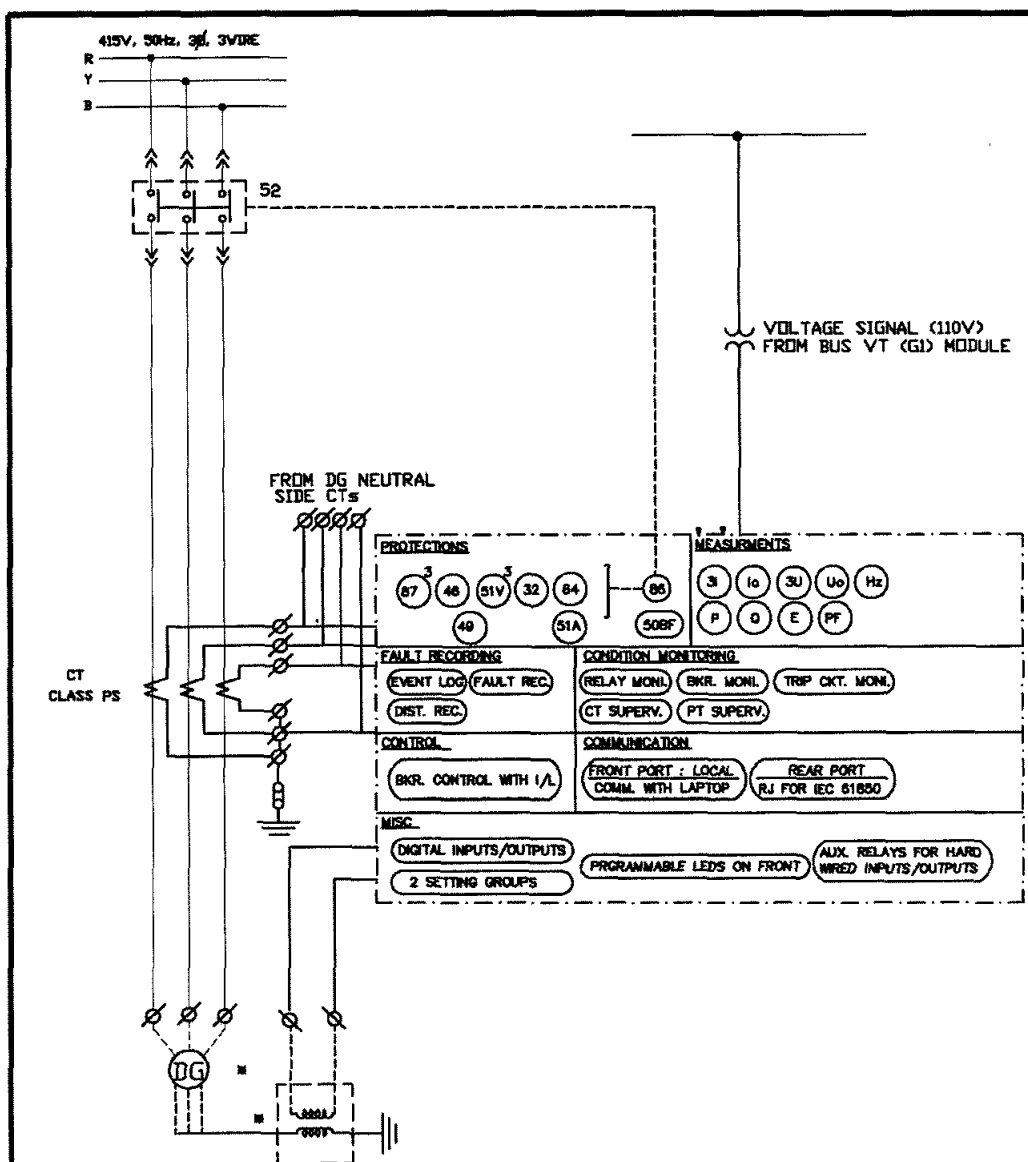 415V, 50Hz, 3Ø, 3WIRE
R
Y
B
52
VOLTAGE SIGNAL (110V)
FROM BUS VT (G1) MODULE
FROM DG NEUTRAL
SIDE CTs
PROTECTIONS
87 3 46 51V 3 32 64 86
49 51A 50BF
MEASURMENTS
3I Io 3U Uo Hz
P Q E PF
CT
CLASS PS
FAULT RECORDING
EVENT LOG FAULT REC.
DIST. REC.
CONDITION MONITORING
RELAY MONI. BKR. MONI. TRIP CKT. MONI.
CT SUPERV. PT SUPERV.
CONTROL
BKR. CONTROL WITH I/L
COMMUNICATION
FRONT PORT : LOCAL
COMM. WITH LAPTOP
REAR PORT
RJ FOR IEC 61850
MISC
DIGITAL INPUTS/OUTPUTS
2 SETTING GROUPS
PRGRAMMABLE LEDS ON FRONT
AUX. RELAYS FOR HARD
WIRED INPUTS/OUTPUTS
DG